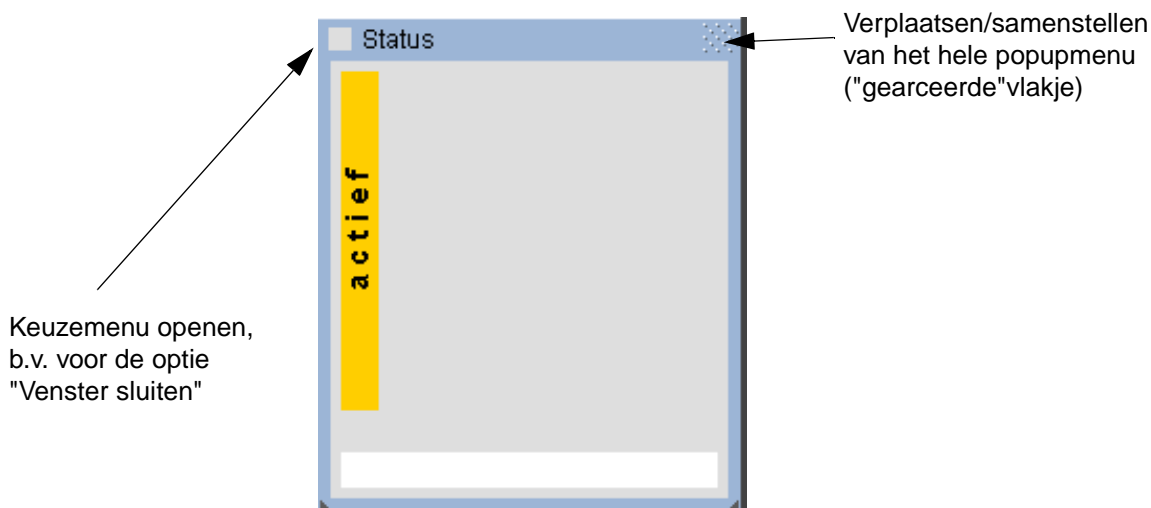 Status
Verplaatsen/samenstellen
van het hele popupmenu
("gearceerde"vlakje)
actief
Keuzemenu openen,
b.v. voor de optie
"Venster sluiten"